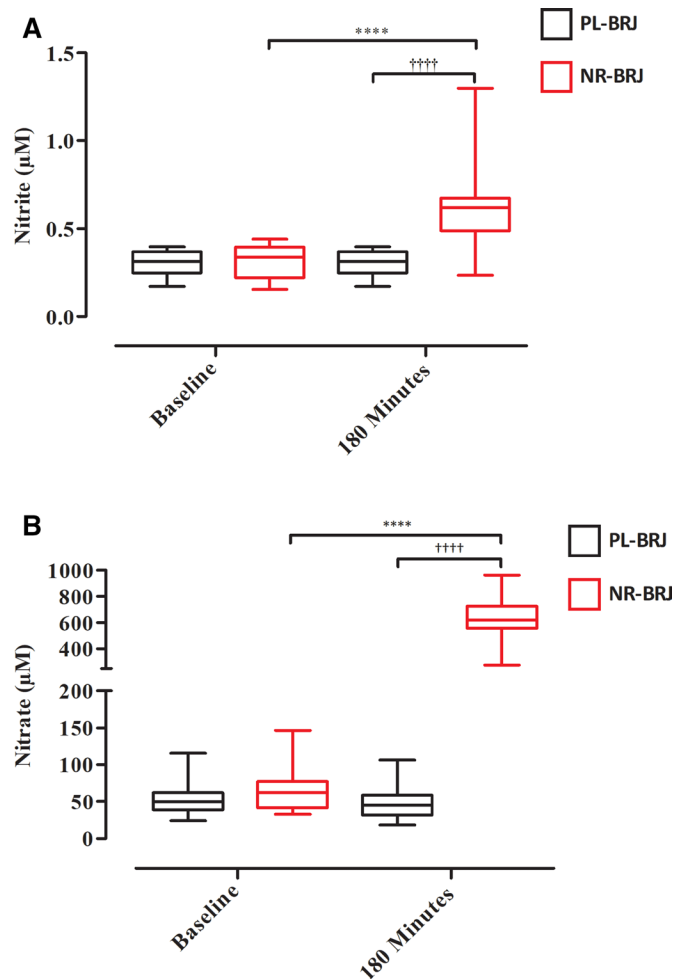 A
****
††††
PL-BRJ
NR-BRJ
Nitrite (µM)
1.5
1.0
0.5
0.0
Baseline
180 Minutes
B
****
††††
PL-BRJ
NR-BRJ
Nitrate (µM)
1000
800
600
400
200
150
100
50
0
Baseline
180 Minutes